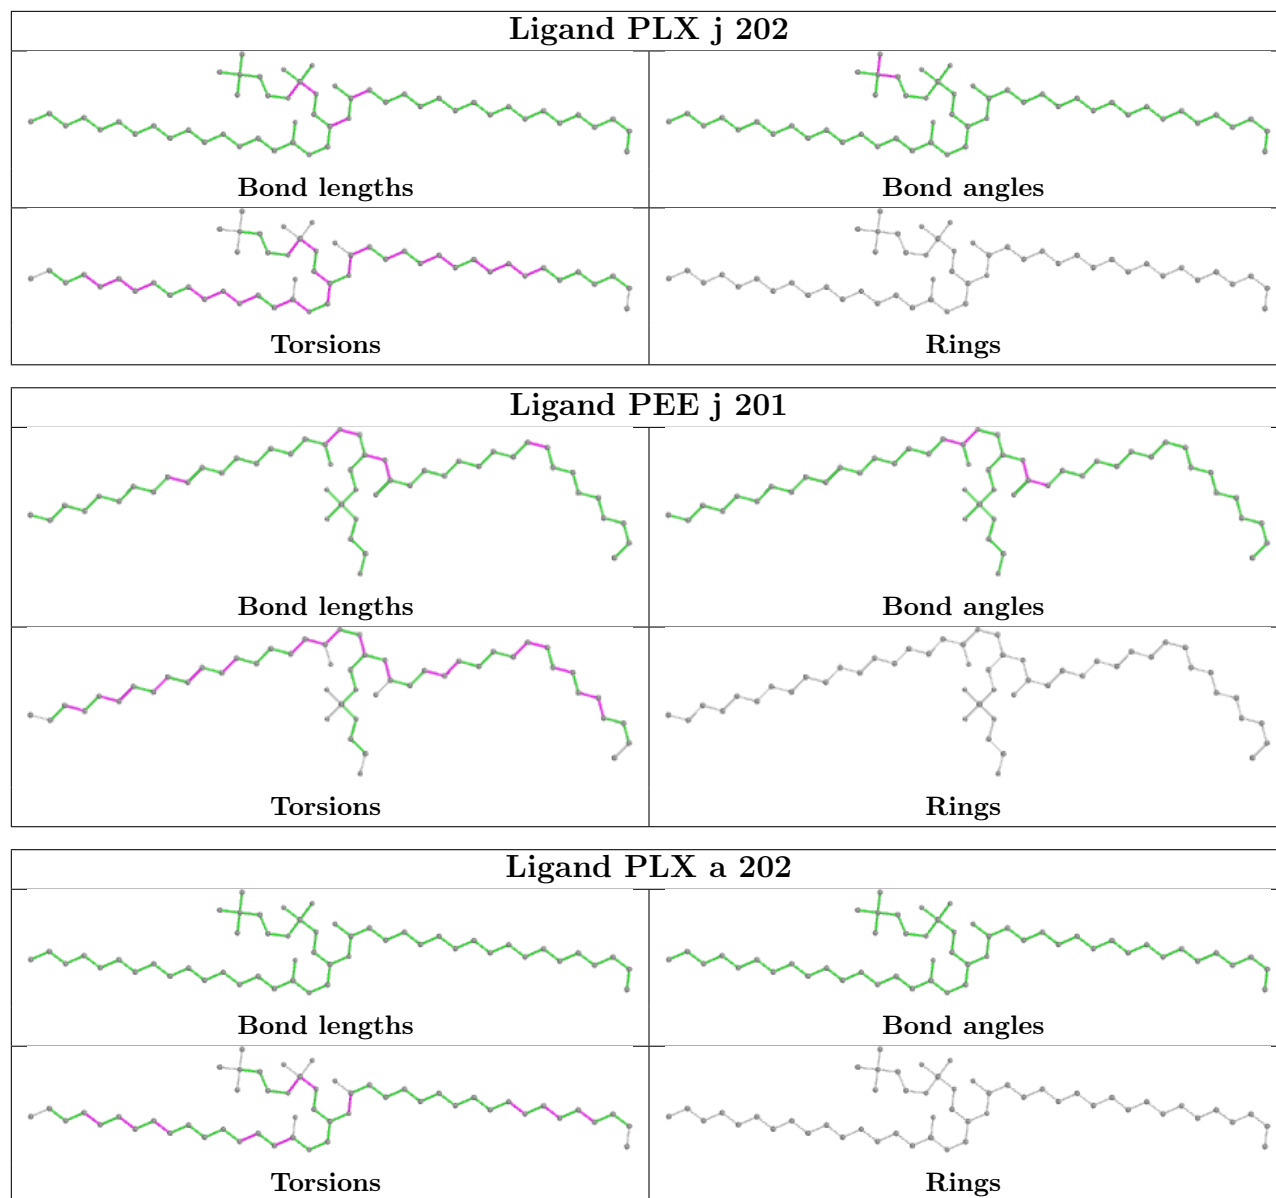 Ligand PLX j 202
Bond lengths
Bond angles
Torsions
Rings
Ligand PEE j 201
Bond lengths
Bond angles
Torsions
Rings
Ligand PLX a 202
Bond lengths
Bond angles
Torsions
Rings